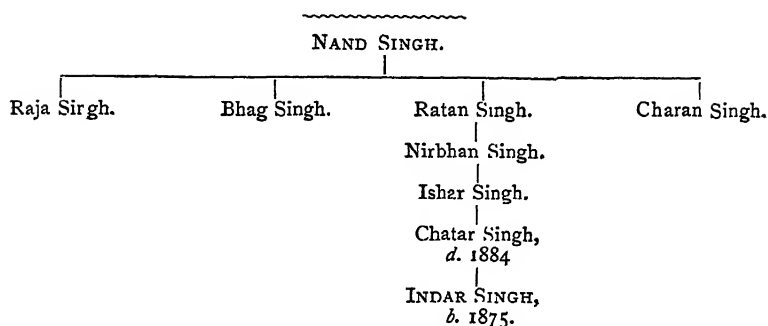 NAND SINGH.
Raja Sirgh. Bhag Singh. Ratan Singh. Charan Singh.
Nirbhan Singh.
Ishar Singh.
Chatar Singh,
d. 1884
INDAR SINGH,
b. 1875.